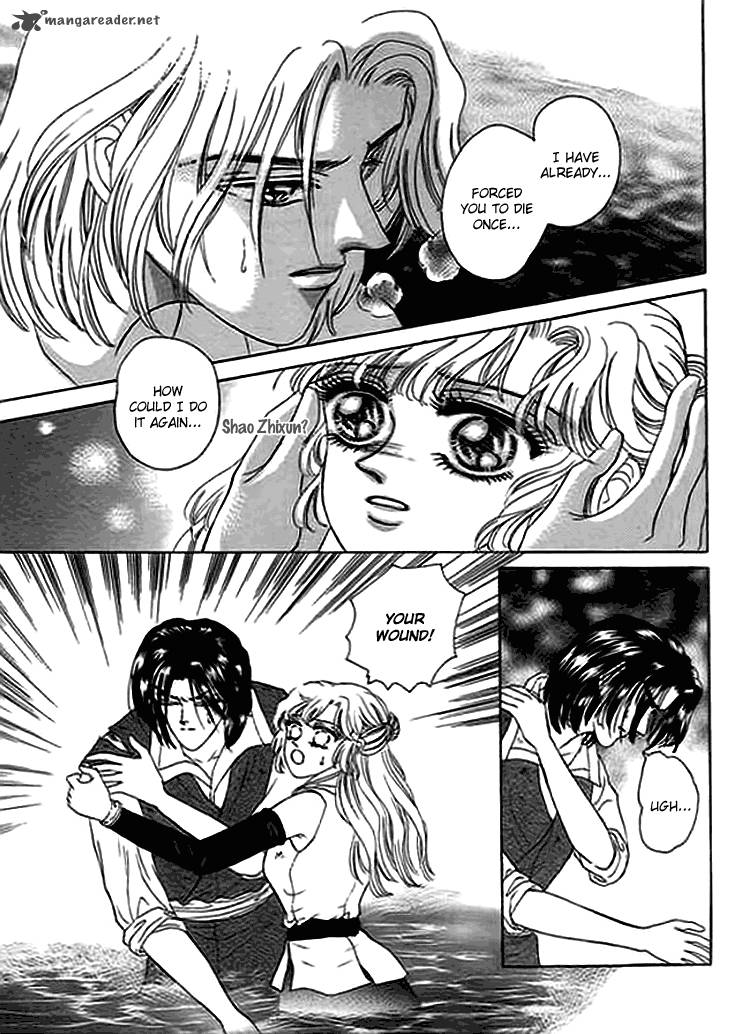 mangareader.net
I HAVE
ALREADY...
FORCED
YOU TO DIE
ONCE...
HOW
COULD I DO
IT AGAIN...
Shao Zhixun?
UGH...
YOUR
WOUND!